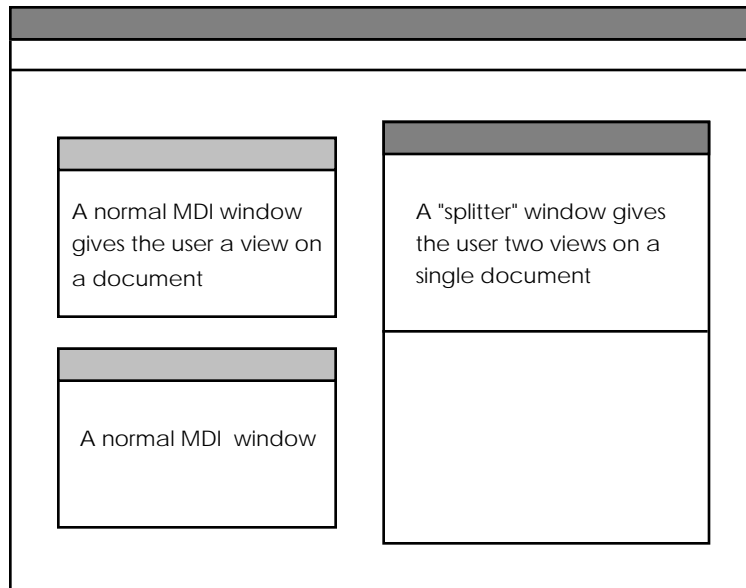 A normal MDI window
gives the user a view on
a document
A "splitter" window gives
the user two views on a
single document
A normal MDI window